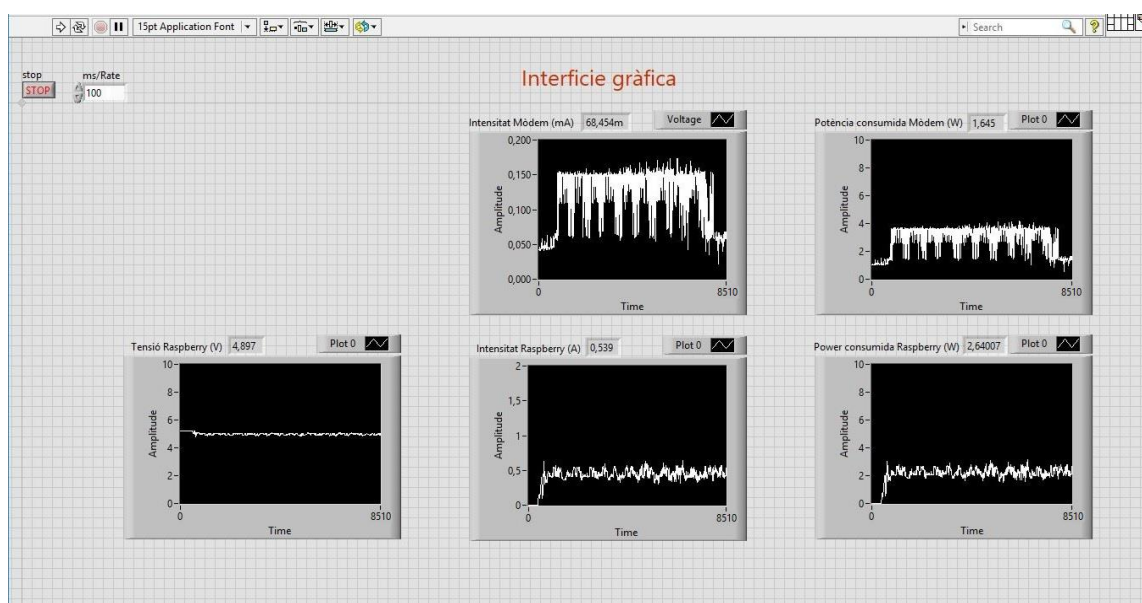 15pt Application Font
Search
stop
STOP
ms/Rate
100
Interficie gràfica
Intensitat Mòdem (mA) 68,454m Voltage
0,200
0,150
0,100
0,050
0,000
Amplitude
0 8510
Time
Potència consumida Mòdem (W) 1,645 Plot 0
10
8
6
4
2
0
Amplitude
0 8510
Time
Tensió Raspberry (V) 4,897 Plot 0
10
8
6
4
2
0
Amplitude
0 8510
Time
Intensitat Raspberry (A) 0,539 Plot 0
2
1,5
1
0,5
0
Amplitude
0 8510
Time
Power consumida Raspberry (W) 2,64007 Plot 0
10
8
6
4
2
0
Amplitude
0 8510
Time